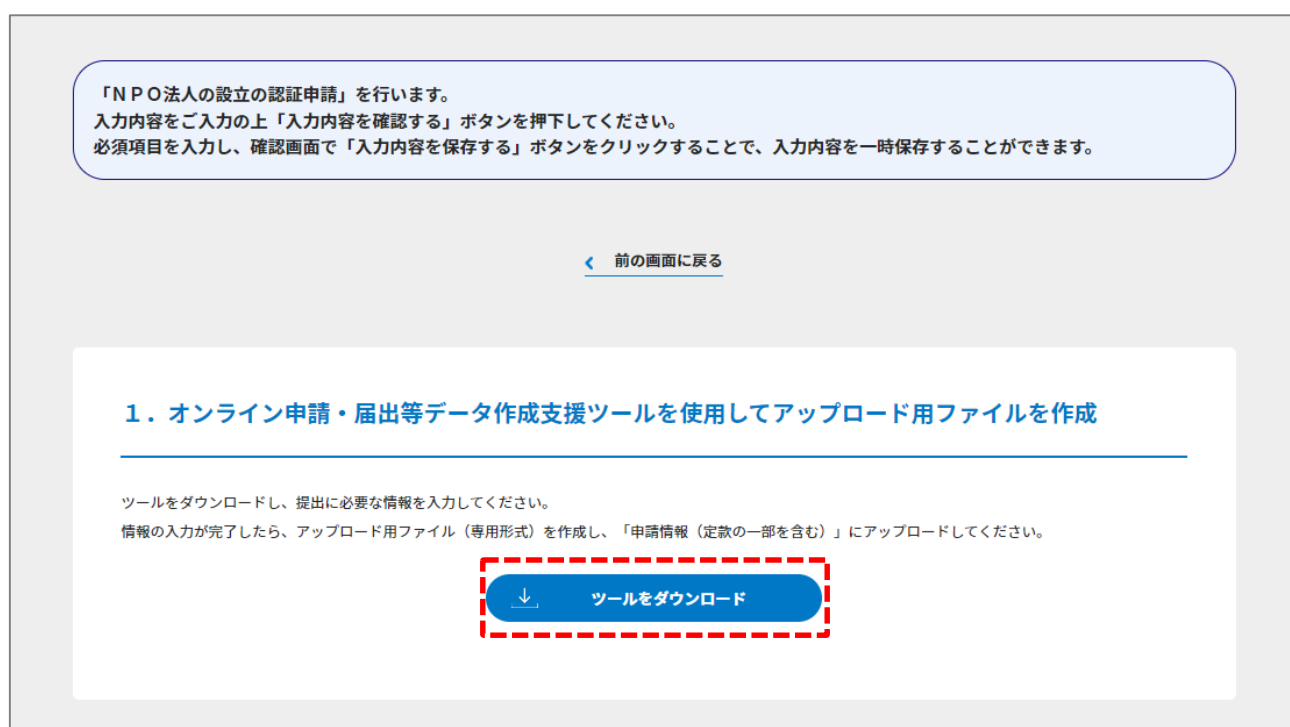 「ＮＰＯ法人の設立の認証申請」を行います。
入力内容をご入力の上「入力内容を確認する」ボタンを押下してください。
必須項目を入力し、確認画面で「入力内容を保存する」ボタンをクリックすることで、入力内容を一時保存することができます。
前の画面に戻る
１．オンライン申請・届出等データ作成支援ツールを使用してアップロード用ファイルを作成
ツールをダウンロードし、提出に必要な情報を入力してください。
情報の入力が完了したら、アップロード用ファイル（専用形式）を作成し、「申請情報（定款の一部を含む）」にアップロードしてください。
ツールをダウンロード